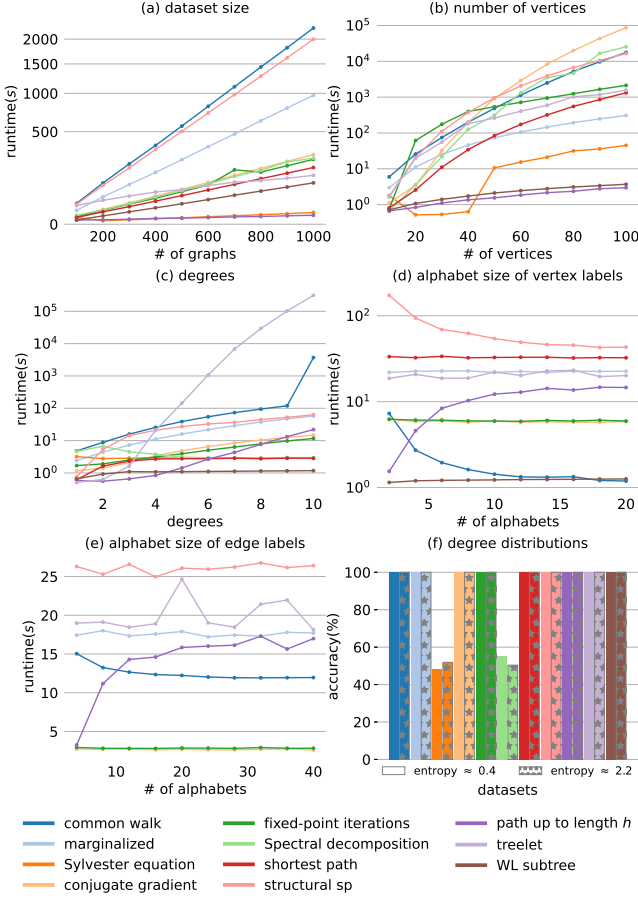 (a) dataset size
runtime(s)
2000
1500
1000
500
0
200 400 600 800 1000
# of graphs
(b) number of vertices
runtime(s)
10^5
10^4
10^3
10^2
10^1
10^0
20 40 60 80 100
# of vertices
(c) degrees
runtime(s)
10^5
10^4
10^3
10^2
10^1
10^0
2 4 6 8 10
degrees
(d) alphabet size of vertex labels
runtime(s)
10^2
10^1
10^0
5 10 15 20
# of alphabets
(e) alphabet size of edge labels
runtime(s)
25
20
15
10
5
10 20 30 40
# of alphabets
(f) degree distributions
accuracy(%)
100
80
60
40
20
0
entropy ≈ 0.4 entropy ≈ 2.2
datasets
common walk
marginalized
Sylvester equation
conjugate gradient
fixed-point iterations
Spectral decomposition
shortest path
structural sp
path up to length h
treelet
WL subtree